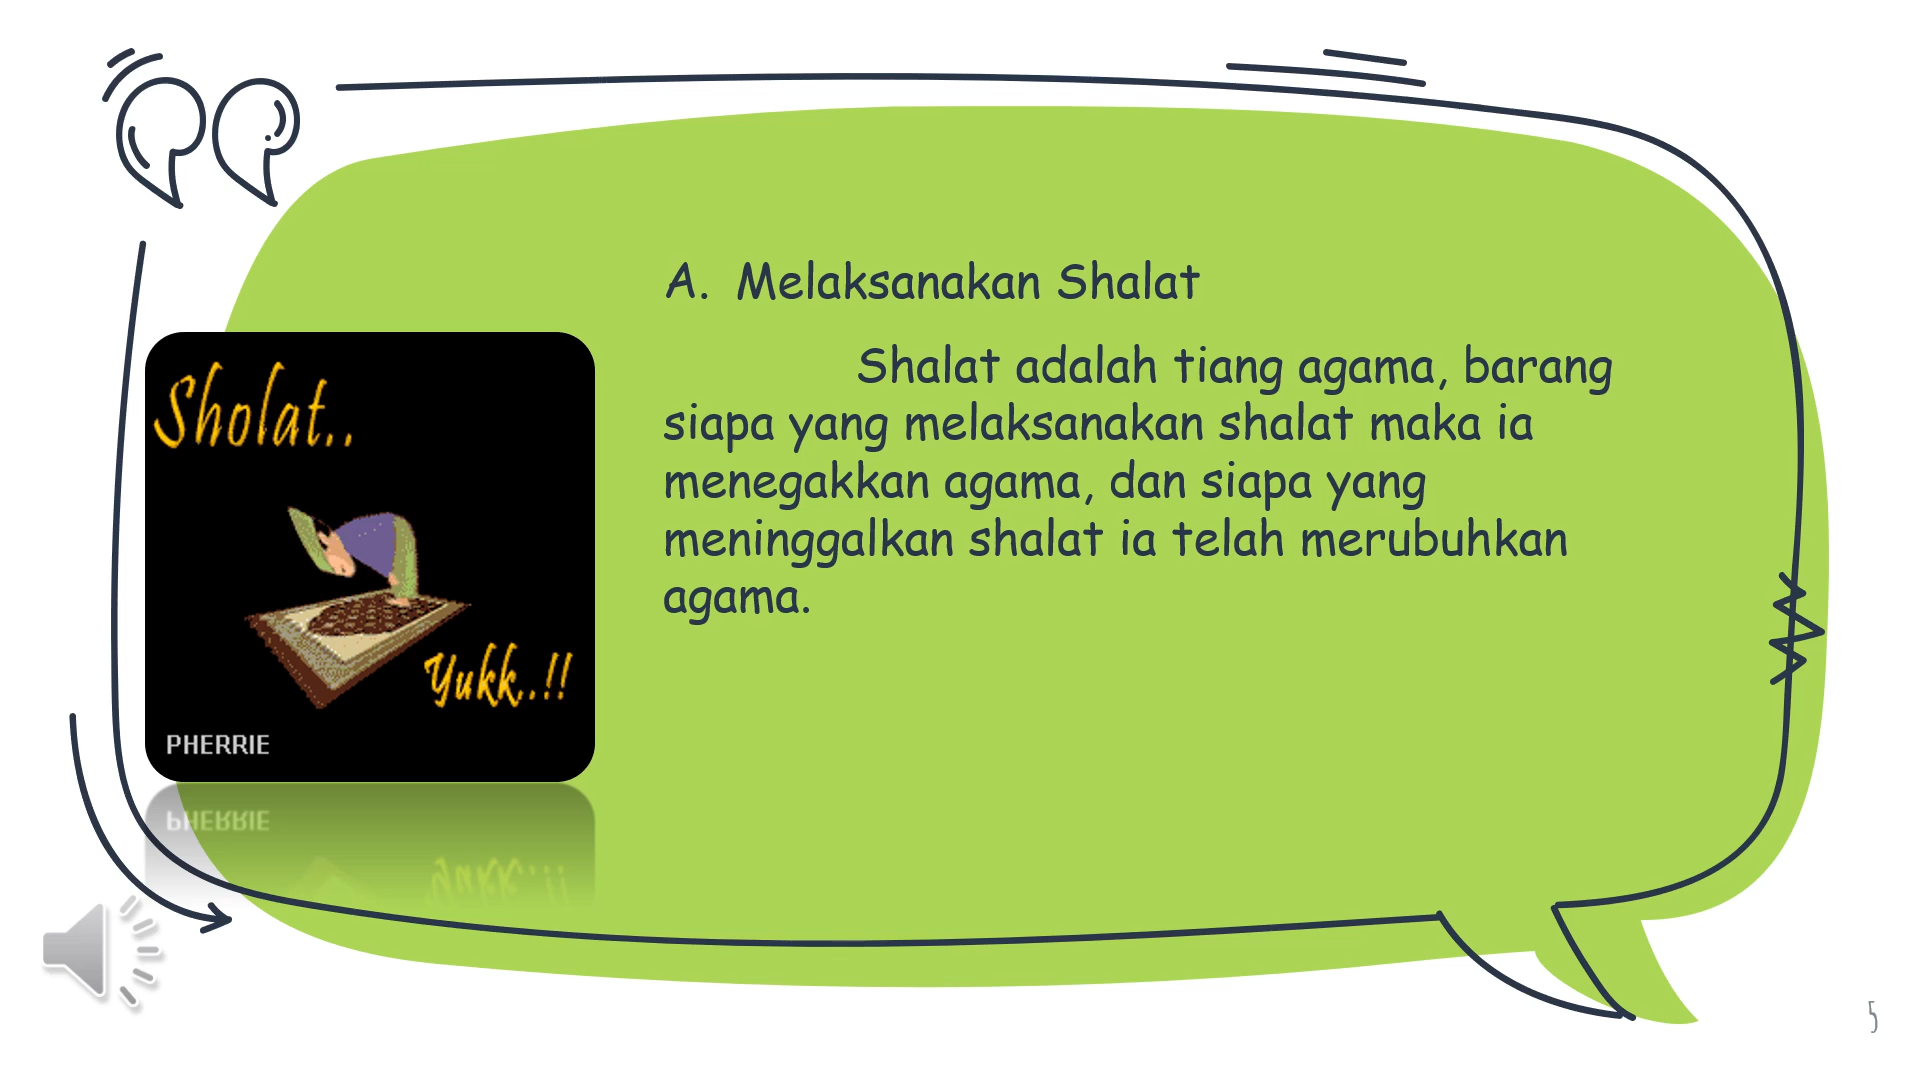 A. Melaksanakan Shalat
Shalat adalah tiang agama, barang
siapa yang melaksanakan shalat maka ia
menegakkan agama, dan siapa yang
meninggalkan shalat ia telah merubuhkan
agama.
Sholat..
Yukk..!!
PHERRIE
5